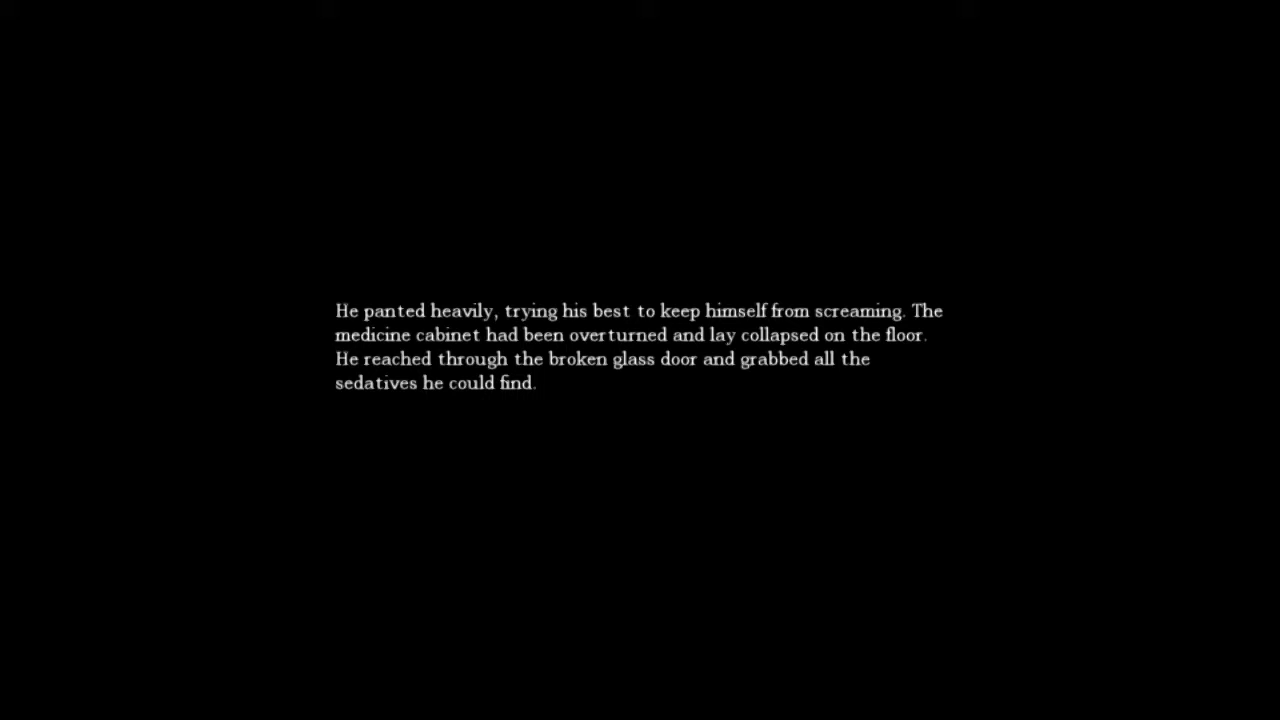 He panted heavily, trying his best to keep himself from screaming. The
medicine cabinet had been overturned and lay collapsed on the floor.
He reached through the broken glass door and grabbed all the
sedatives he could find.